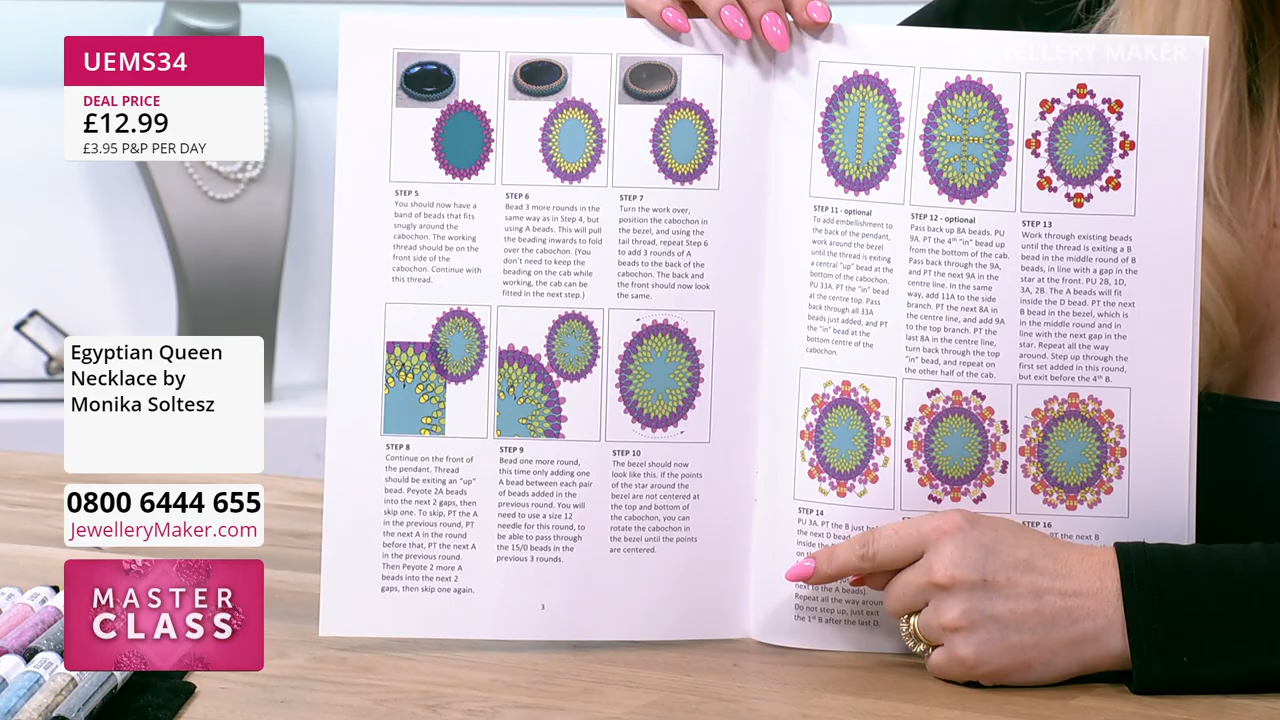 UEMS34
DEAL PRICE
£12.99
£3.95 P&P PER DAY
Egyptian Queen
Necklace by
Monika Soltesz
0800 6444 655
JewelleryMaker.com
MASTER
CLASS
JEWELLERY MAKER
STEP 5
You should now have a
band of beads that fits
snugly around the
cabochon. The working
thread should be on the
front side of the
cabochon. Continue with
this thread.
STEP 6
Bead 3 more rounds in the
same way as in Step 4, but
using A beads. This will pull
the beading inwards to fold
over the cabochon. (You
don't need to keep the
beading on the cab while
working, the cab can be
fitted in the next step.)
STEP 7
Turn the work over,
position the cabochon in
the bezel, and using the
tail thread, repeat Step 6
to add 3 rounds of A
beads to the back of the
cabochon. The back and
the front should now look
the same.
STEP 8
Continue on the front of
the pendant. Thread
should be exiting an "up"
bead. Peyote 2A beads
into the next 2 gaps, then
skip one. To skip, PT the A
in the previous round, PT
the next A in the round
before that, PT the next A
in the previous round.
Then Peyote 2 more A
beads into the next 2
gaps, then skip one again.
STEP 9
Bead one more round,
this time only adding one
A bead between each pair
of beads added in the
previous round. You will
need to use a size 12
needle for this round, to
be able to pass through
the 15/0 beads in the
previous 3 rounds.
STEP 10
The bezel should now
look like this. If the points
of the star around the
bezel are not centered at
the top and bottom of
the cabochon, you can
rotate the cabochon in
the bezel until the points
are centered.
3
STEP 11 - optional
To add embellishment to
the back of the pendant,
work around the bezel
until the thread is exiting
a central "up" bead at the
bottom of the cabochon.
PU 33A. PT the "in" bead
at the centre top. Pass
back through all 33A
beads just added, and PT
the "in" bead at the
bottom centre of the
cabochon.
STEP 12 - optional
Pass back up 8A beads. PU
9A. PT the 4th "in" bead up
from the bottom of the cab.
Pass back through the 9A,
and PT the next 9A in the
centre line. In the same
way, add 11A to the side
branch. PT the next 8A in
the centre line, and add 9A
to the top branch. PT the
last 8A in the centre line,
turn back through the top
"in" bead, and repeat on
the other half of the cab.
STEP 13
Work through existing beads
until the thread is exiting a B
bead in the middle round of B
beads, in line with a gap in the
star at the front. PU 2B, 1D,
3A, 2B. The A beads will fit
inside the D bead. PT the next
B bead in the bezel, which is
in the middle round and in
line with the next gap in the
star. Repeat all the way
around. Step up through the
first set added in this round,
but exit before the 4th B.
STEP 14
PU 3A. PT the B just
the next D bead
inside the
next to the A beads).
Repeat all the way around
Do not step up, just exit
the 1st B after the last D.
STEP 16
PT the next B